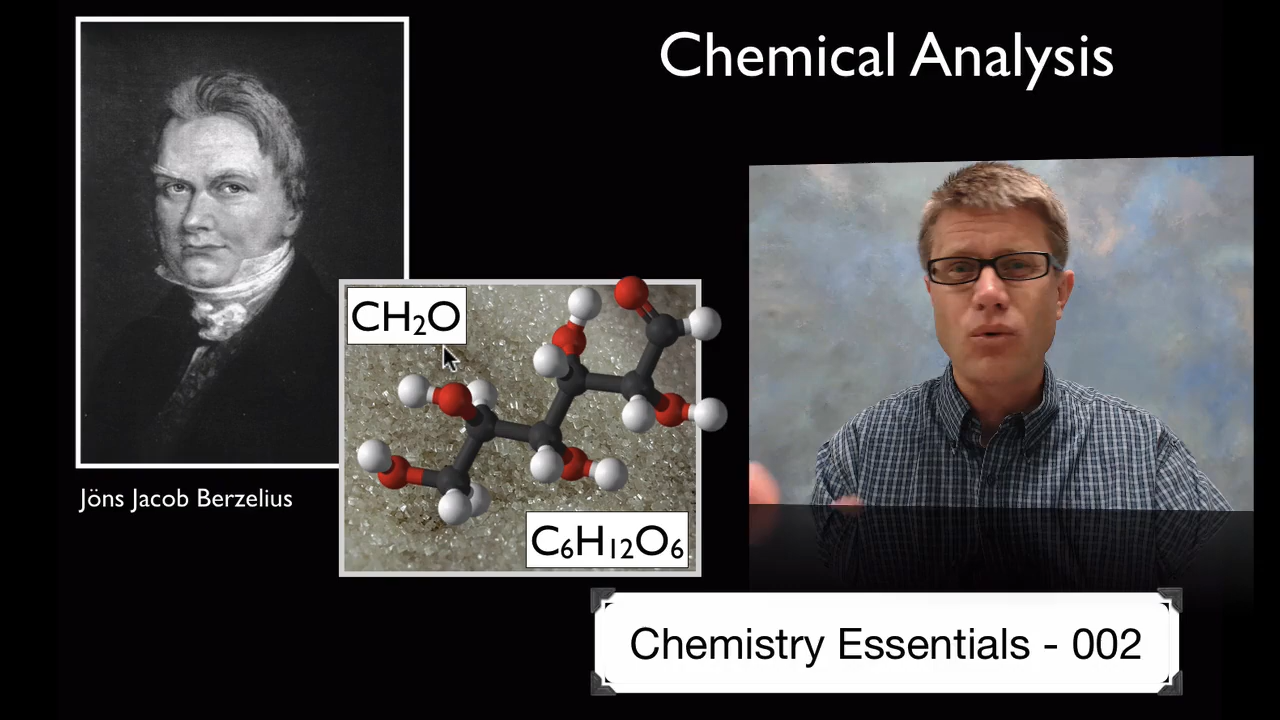 Chemical Analysis
CH₂O
Jöns Jacob Berzelius
C₆H₁₂O₆
Chemistry Essentials - 002